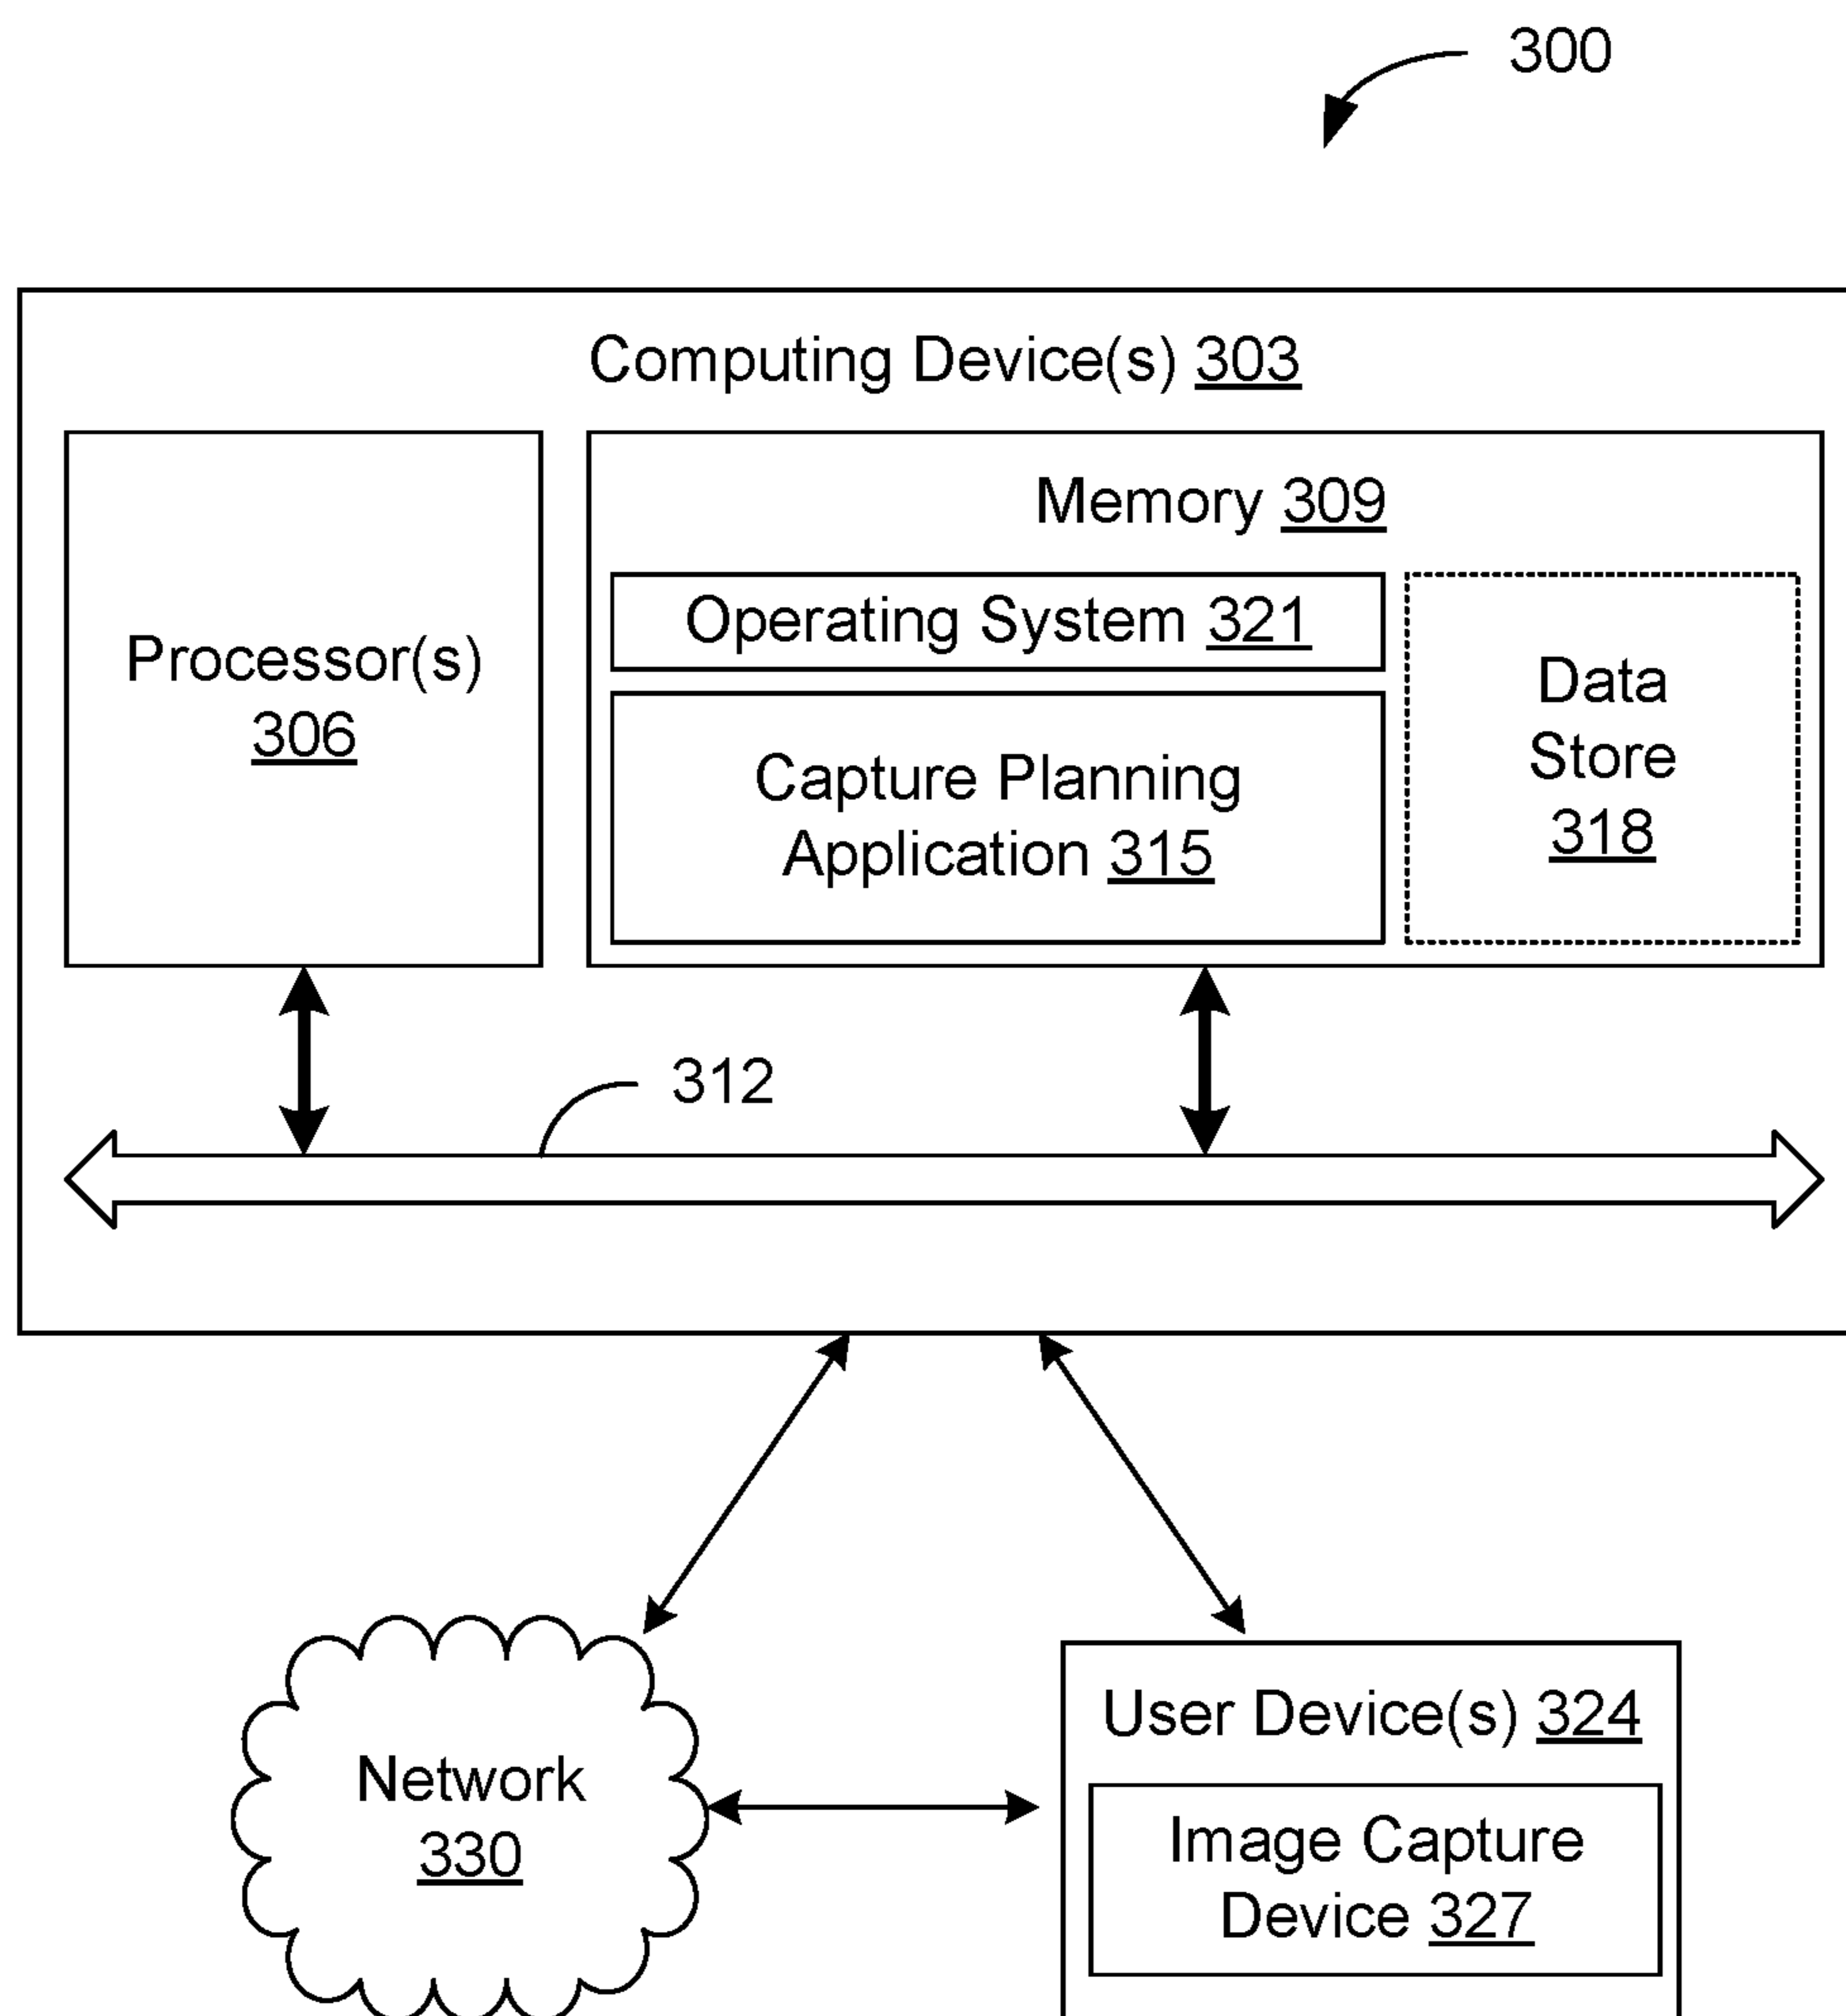 300
Computing Device(s) 303
Processor(s)
306
Memory 309
Operating System 321
Capture Planning
Application 315
Data
Store
318
312
Network
330
User Device(s) 324
Image Capture
Device 327